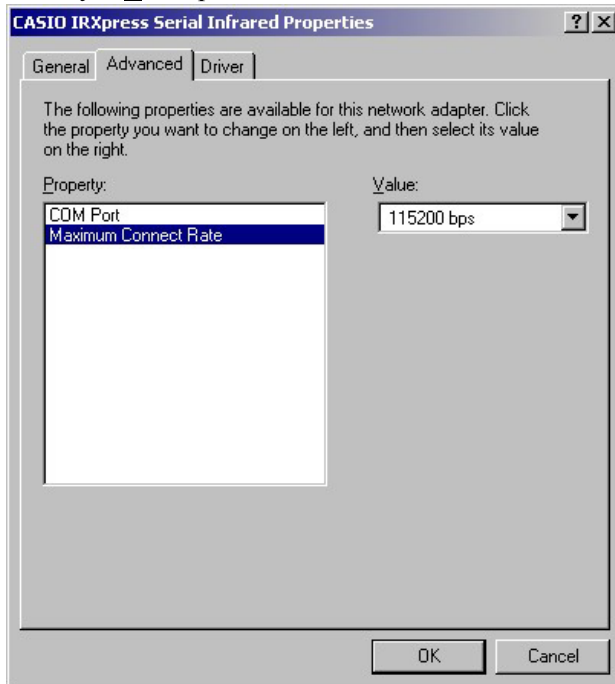 CASIO IRXpress Serial Infrared Properties
General Advanced Driver
The following properties are available for this network adapter. Click
the property you want to change on the left, and then select its value
on the right.
Property: Value:
COM Port 115200 bps
Maximum Connect Rate
OK Cancel